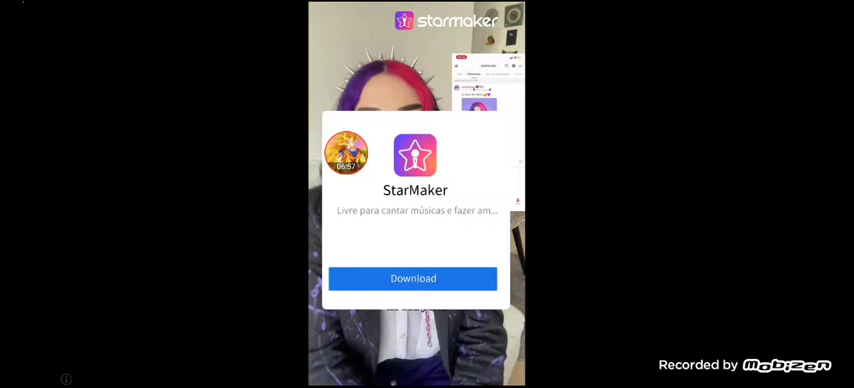 starmaker
06:57
StarMaker
Livre para cantar músicas e fazer am...
Download
Recorded by MOBIZEN